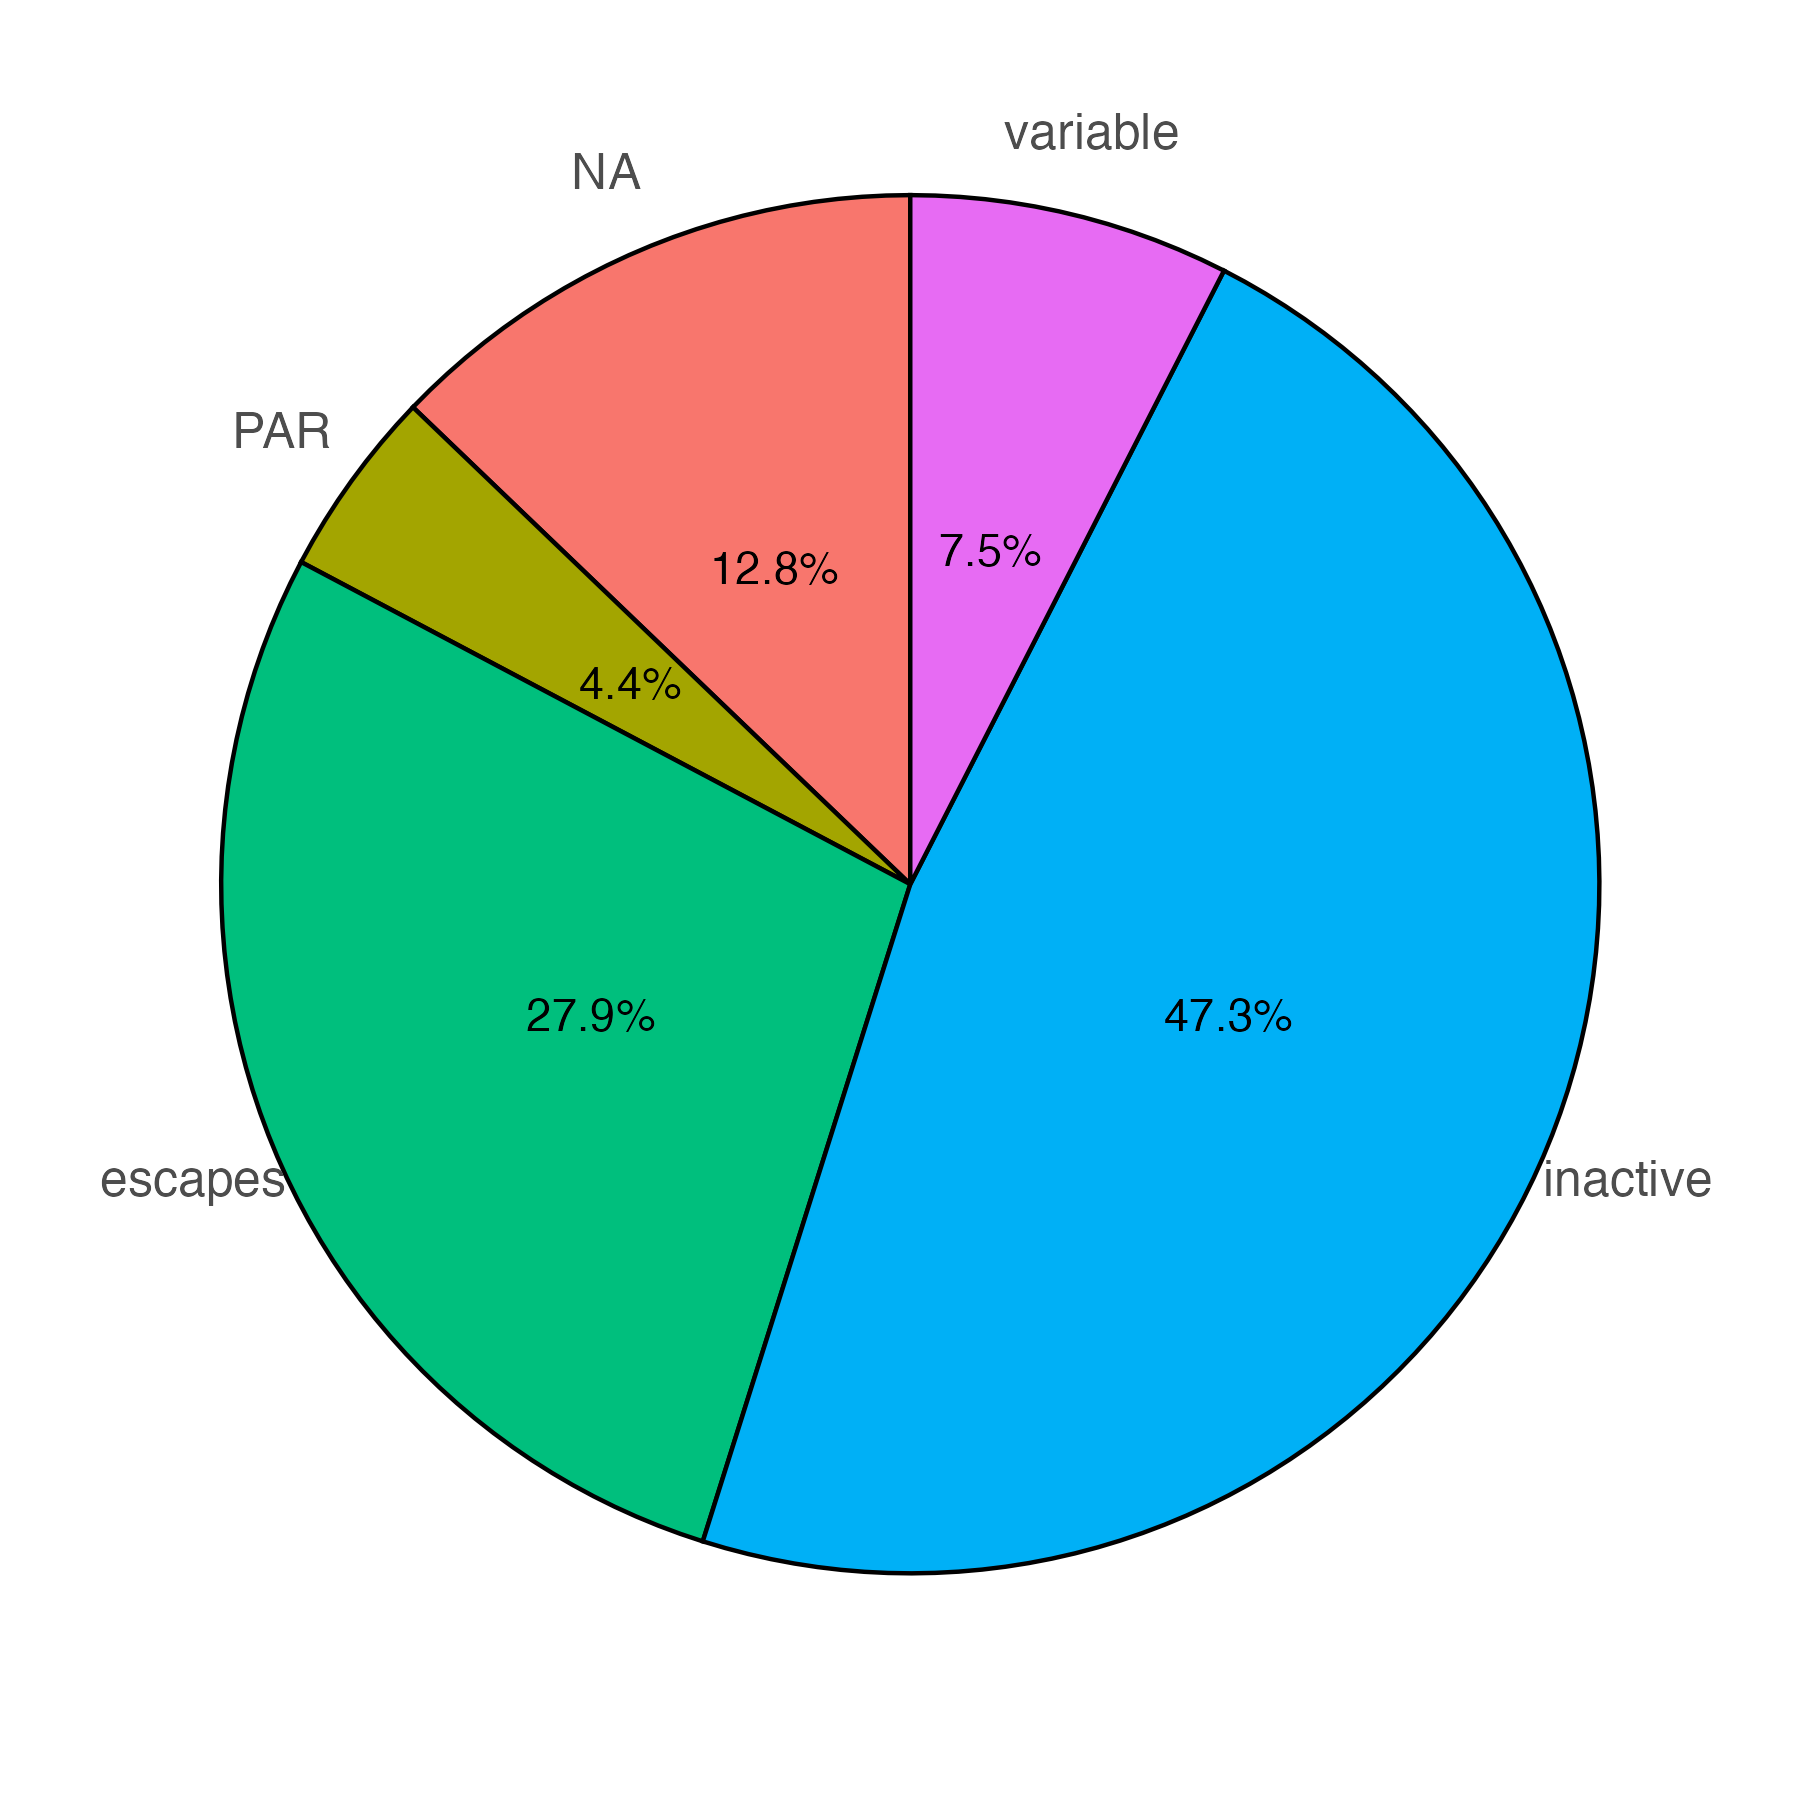 variable
NA
PAR
7.5%
12.8%
4.4%
27.9%
47.3%
escapes
inactive